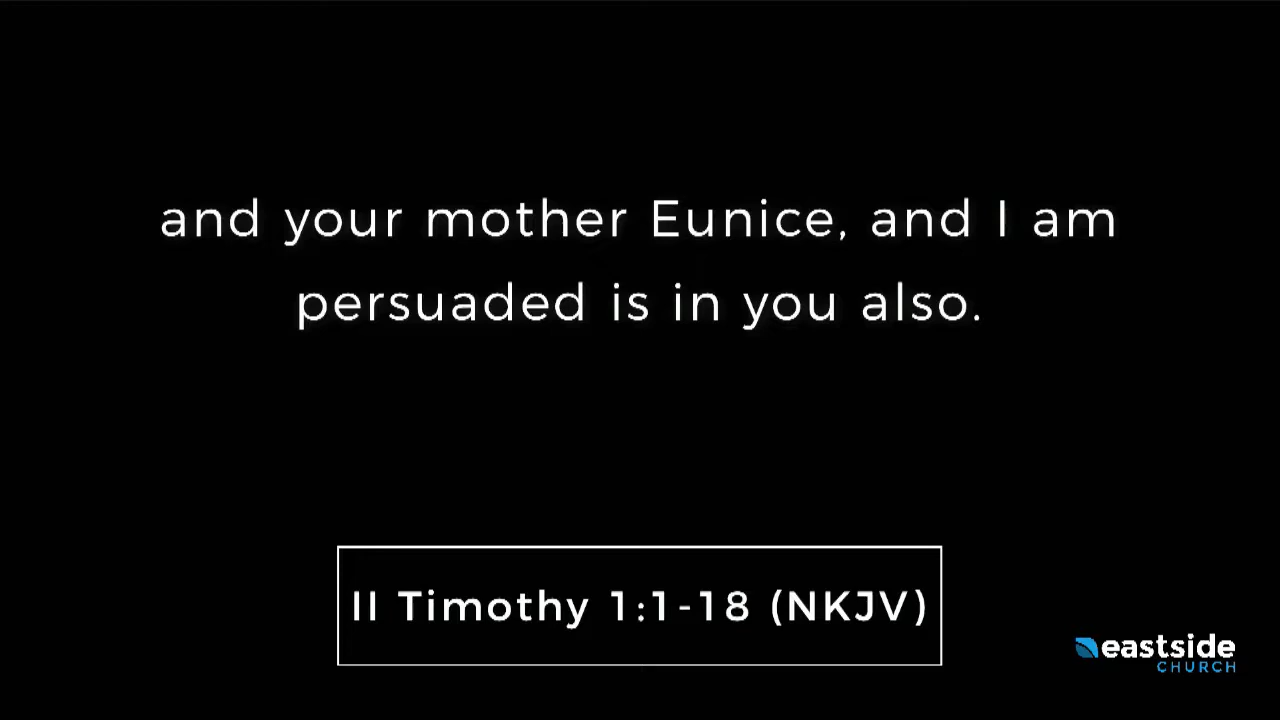 and your mother Eunice, and I am
persuaded is in you also.
II Timothy 1:1-18 (NKJV)
eastside
CHURCH